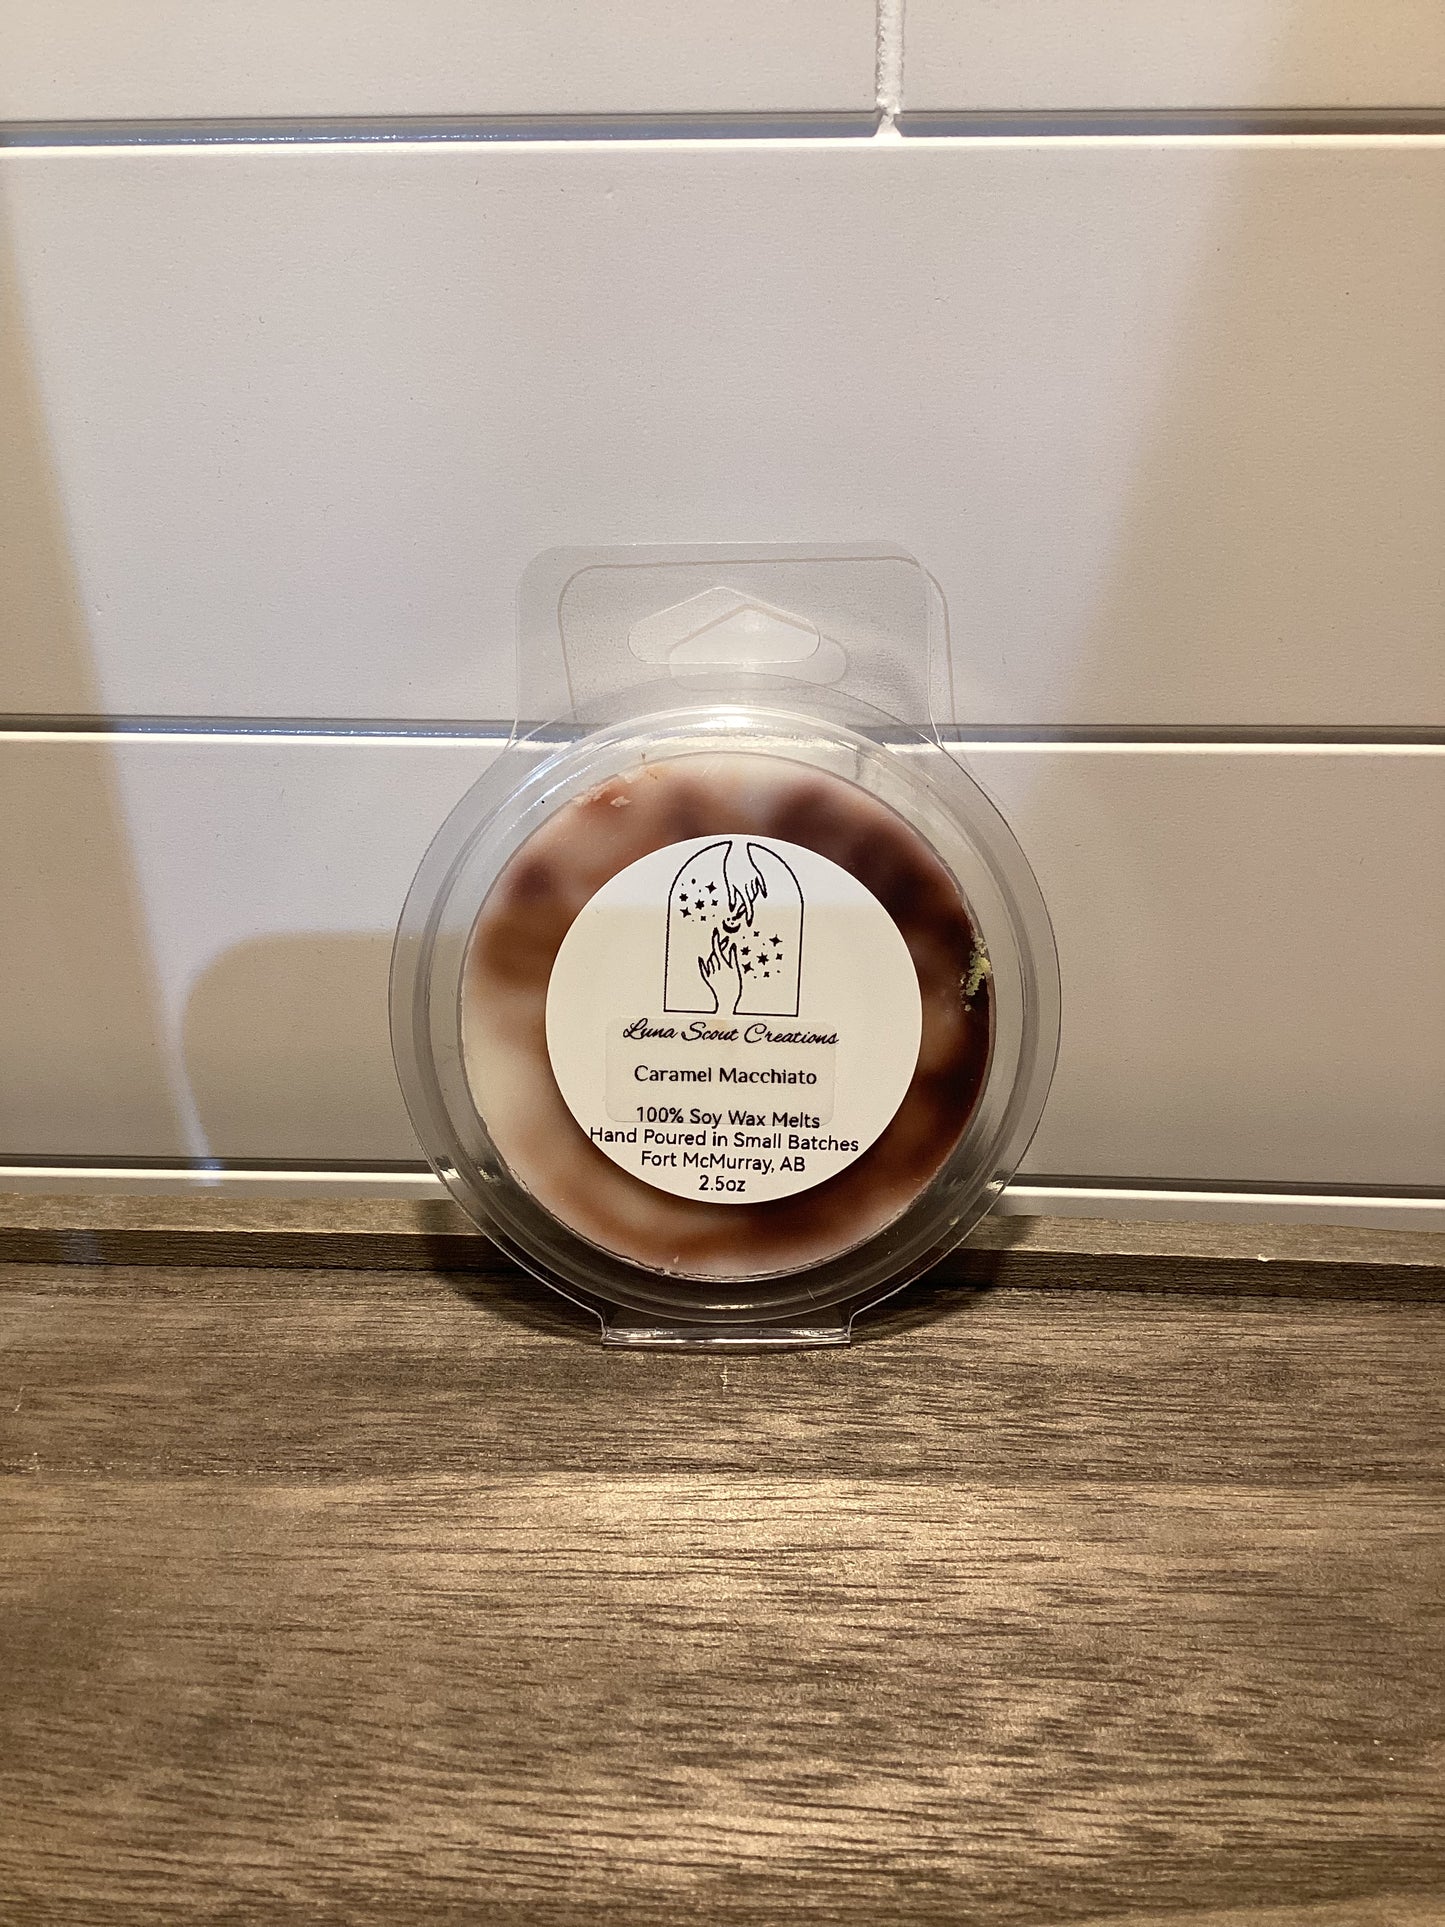 Luna Scout Creations
Caramel Macchiato
100% Soy Wax Melts
Hand Poured in Small Batches
Fort McMurray, AB
2.5oz